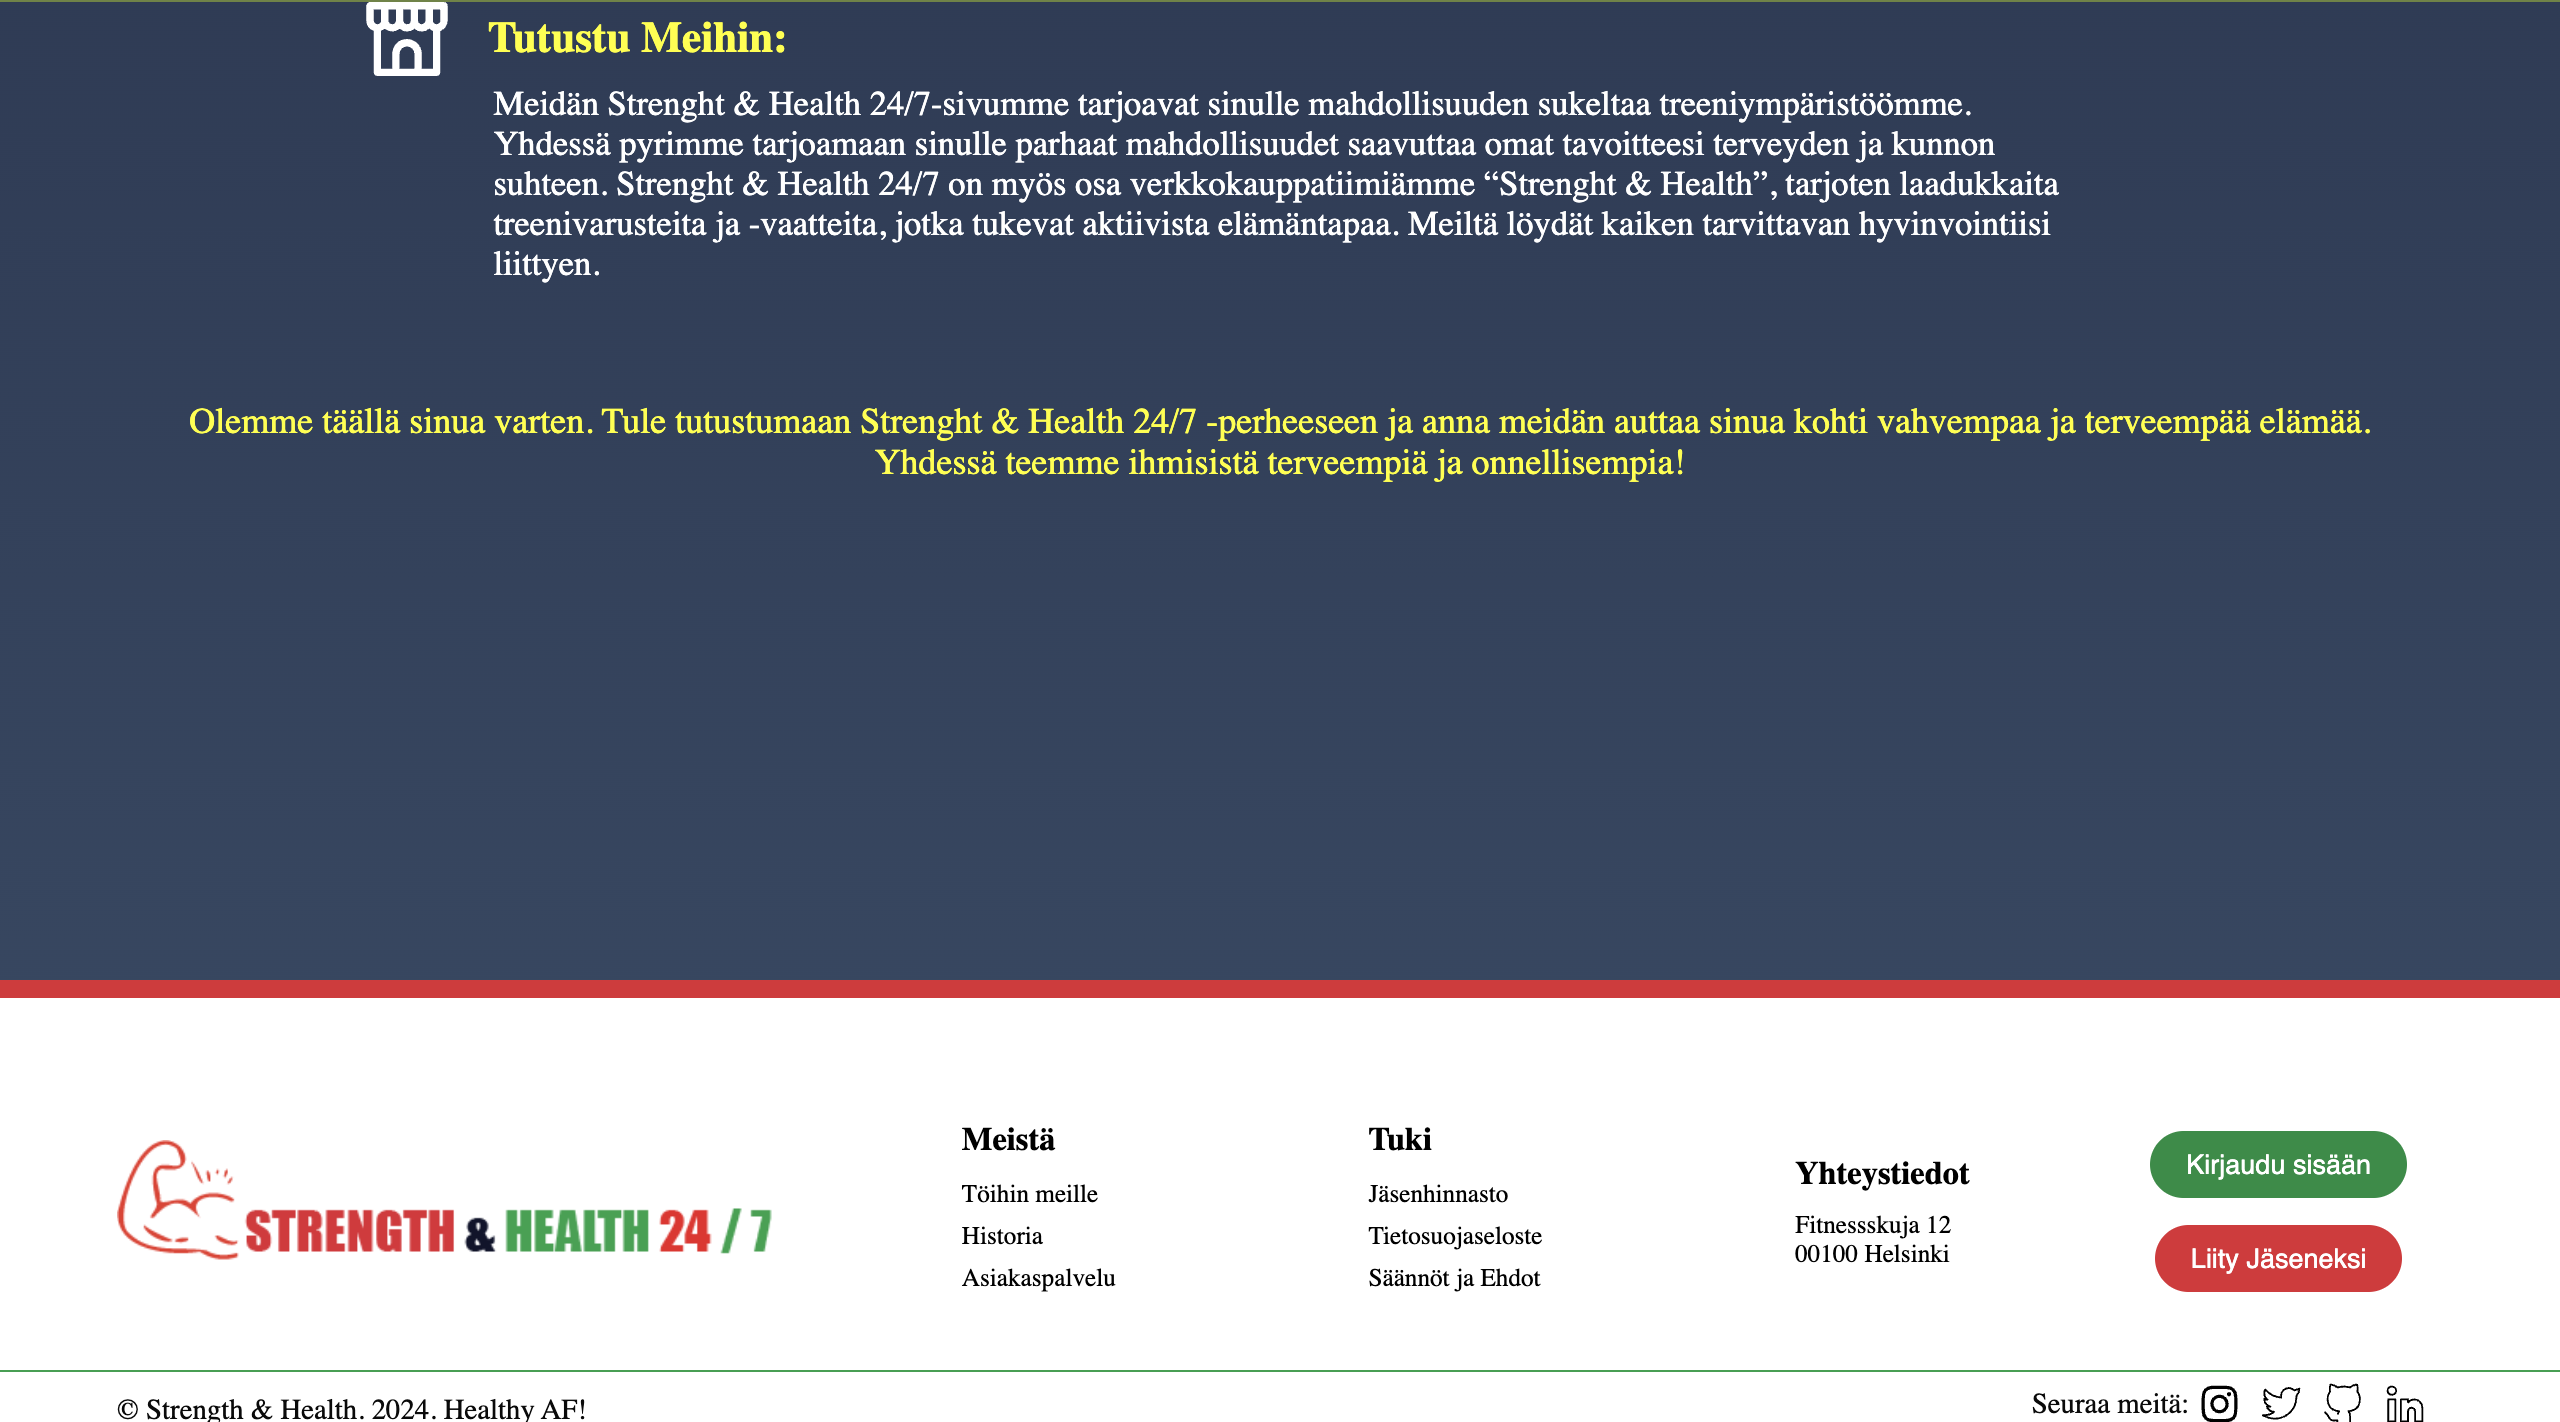 Tutustu Meihin:
Meidän Strenght & Health 24/7-sivumme tarjoavat sinulle mahdollisuuden sukeltaa treeniympäristöömme.
Yhdessä pyrimme tarjoamaan sinulle parhaat mahdollisuudet saavuttaa omat tavoitteesi terveyden ja kunnon
suhteen. Strenght & Health 24/7 on myös osa verkkokauppatiimiämme “Strenght & Health”, tarjoten laadukkaita
treenivarusteita ja -vaatteita, jotka tukevat aktiivista elämäntapaa. Meiltä löydät kaiken tarvittavan hyvinvointiisi
liittyen.
Olemme täällä sinua varten. Tule tutustumaan Strenght & Health 24/7 -perheeseen ja anna meidän auttaa sinua kohti vahvempaa ja terveempää elämää.
Yhdessä teemme ihmisistä terveempiä ja onnellisempia!
STRENGTH & HEALTH 24 / 7
Meistä
Töihin meille
Historia
Asiakaspalvelu
Tuki
Jäsenhinnasto
Tietosuojaseloste
Säännöt ja Ehdot
Yhteystiedot
Fitnessskuja 12
00100 Helsinki
Kirjaudu sisään
Liity Jäseneksi
© Strength & Health. 2024. Healthy AF!
Seuraa meitä: